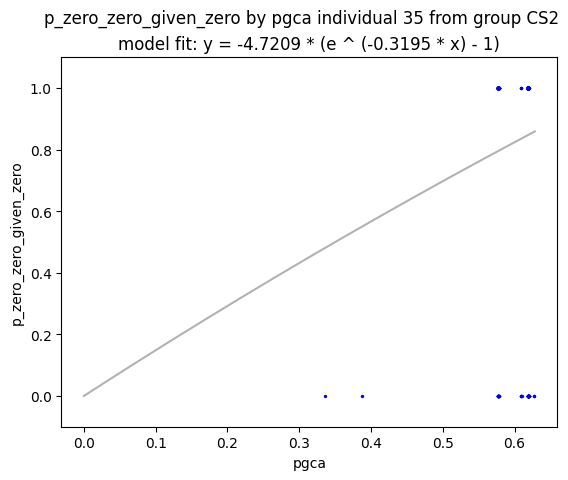 p_zero_zero_given_zero by pgca individual 35 from group CS2
model fit: y = -4.7209 * (e ^ (-0.3195 * x) - 1)
1.0
0.8
0.6
0.4
0.2
0.0
p_zero_zero_given_zero
0.0 0.1 0.2 0.3 0.4 0.5 0.6
pgca